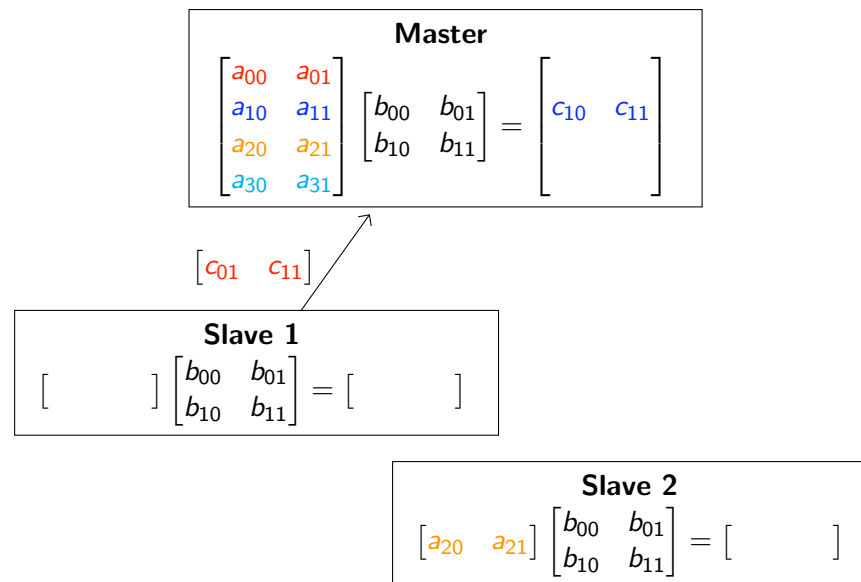 Master
a00 a01
a10 a11 b00 b01 = c10 c11
a20 a21 b10 b11
a30 a31
[c01 c11]
Slave 1
[ ] [b00 b01
b10 b11] = [ ]
Slave 2
[a20 a21] [b00 b01
b10 b11] = [ ]